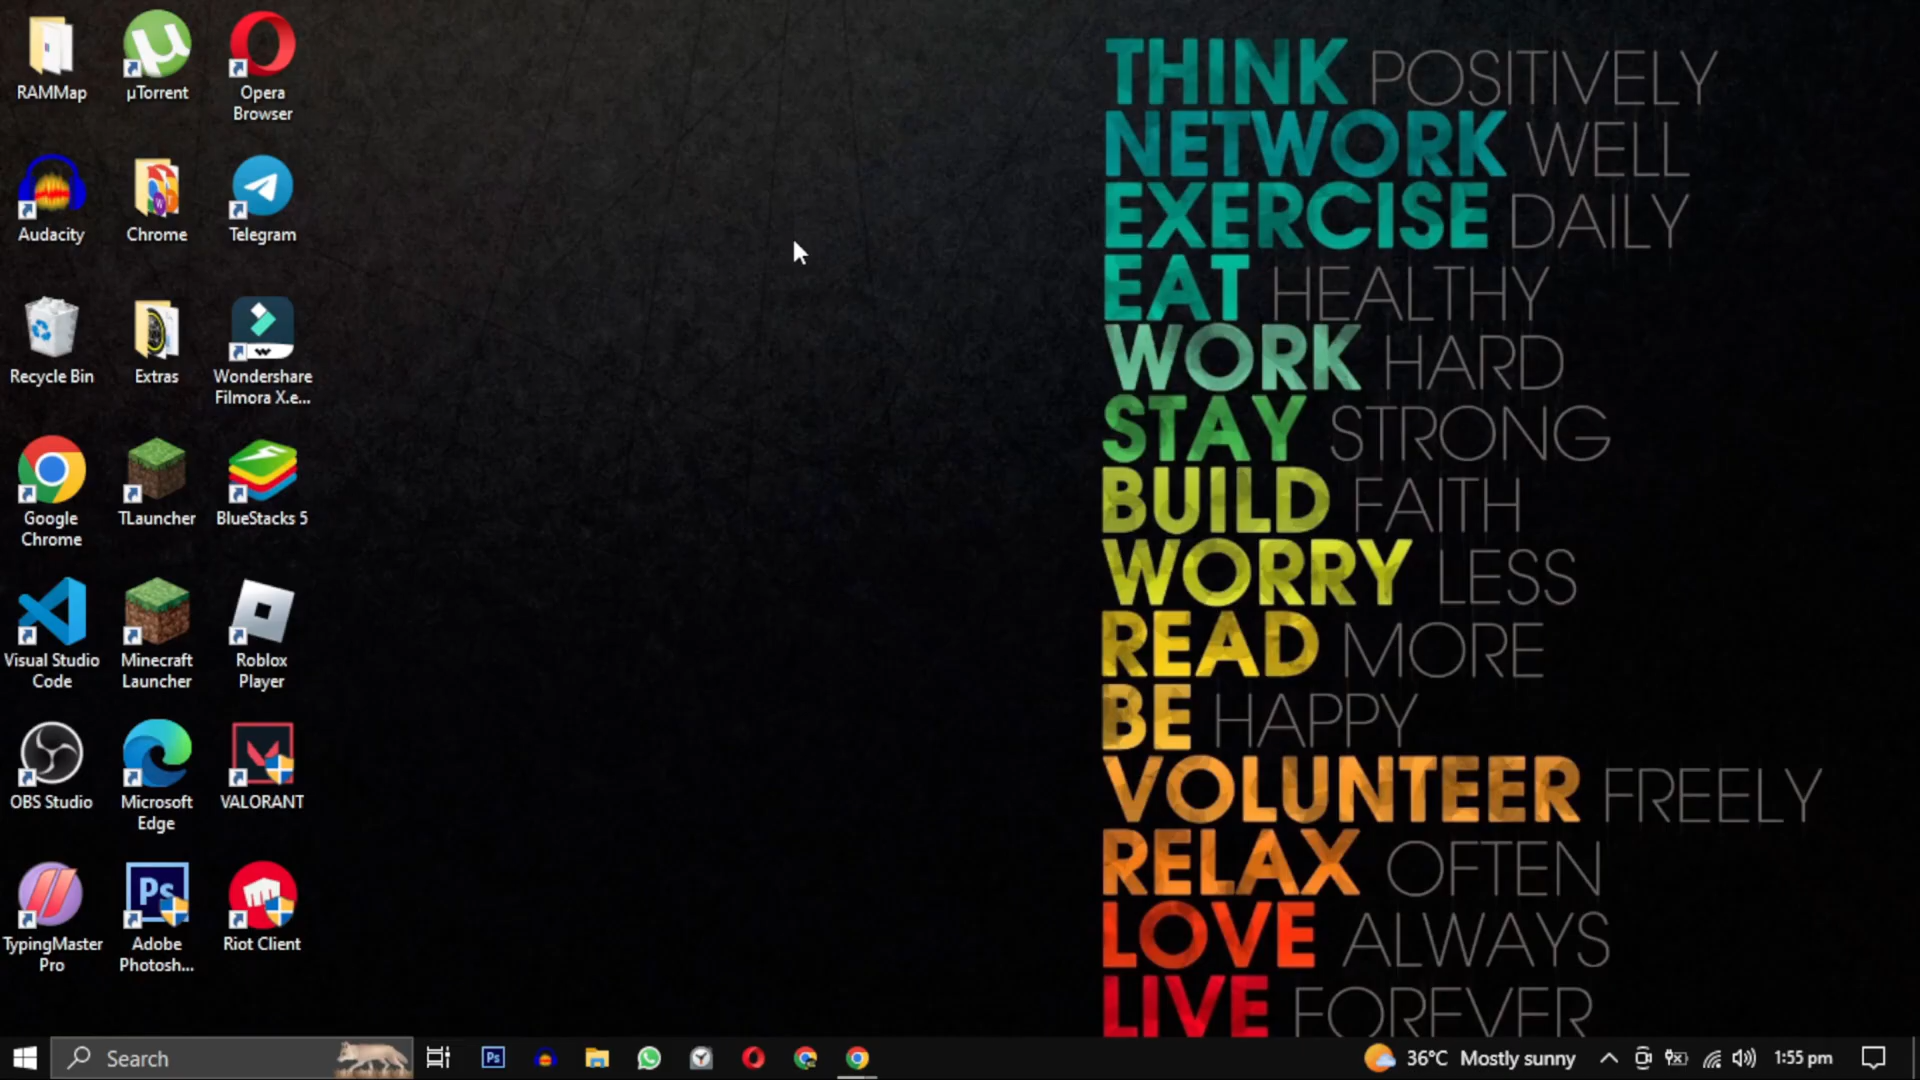 RAMMap
µTorrent
Opera
Browser
Audacity
Chrome
Telegram
Recycle Bin
Extras
Wondershare
Filmora X.e...
Google
Chrome
TLauncher
BlueStacks 5
Visual Studio
Code
Minecraft
Launcher
Roblox
Player
OBS Studio
Microsoft
Edge
VALORANT
TypingMaster
Pro
Ps
Adobe
Photosh...
Riot Client
THINK POSITIVELY
NETWORK WELL
EXERCISE DAILY
EAT HEALTHY
WORK HARD
STAY STRONG
BUILD FAITH
WORRY LESS
READ MORE
BE HAPPY
VOLUNTEER FREELY
RELAX OFTEN
LOVE ALWAYS
LIVE FOREVER
Search
Ps
36°C Mostly sunny
1:55 pm